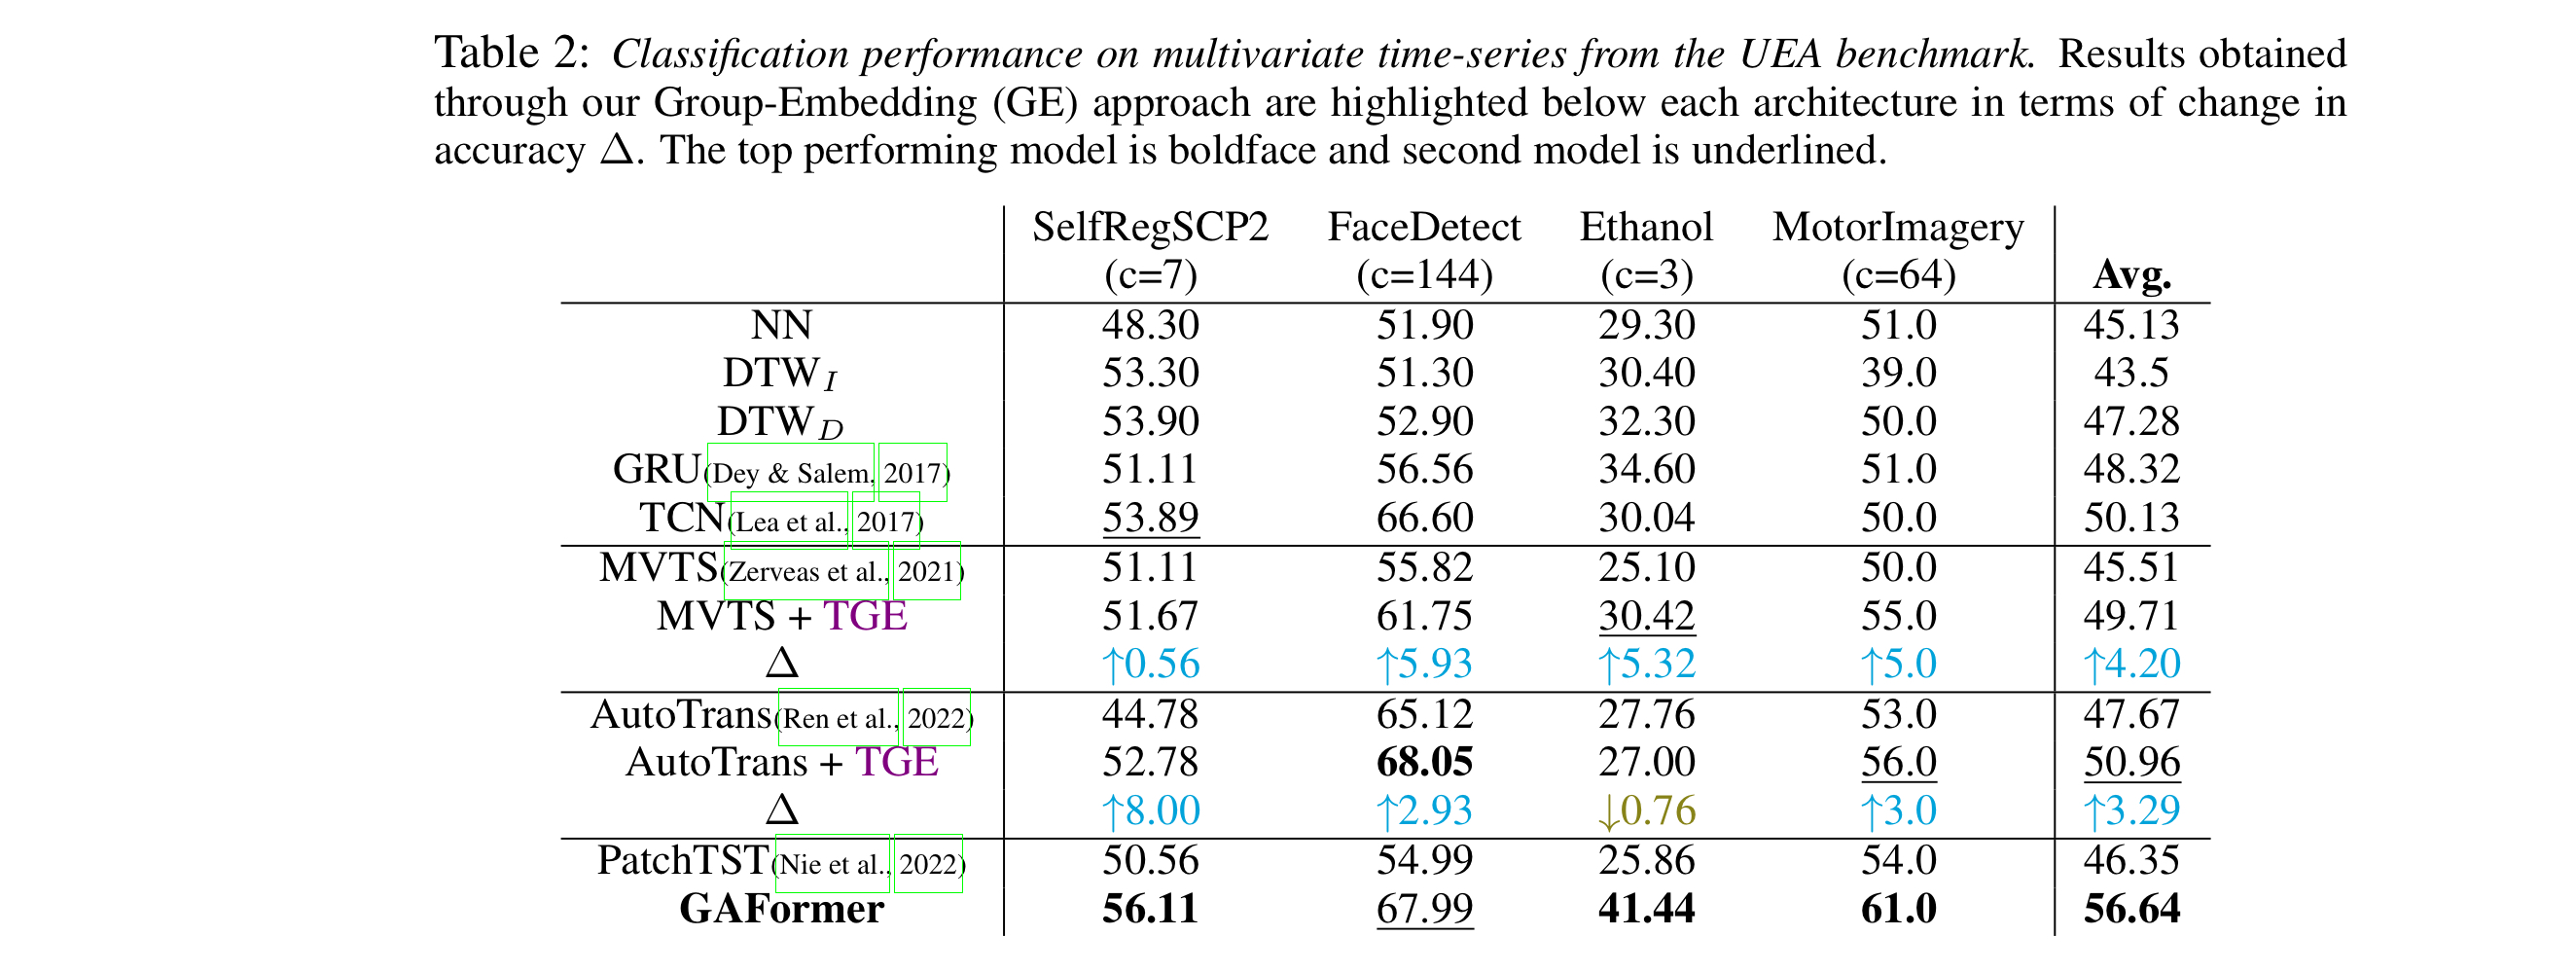 Table 2: Classification performance on multivariate time-series from the UEA benchmark. Results obtained
through our Group-Embedding (GE) approach are highlighted below each architecture in terms of change in
accuracy Δ. The top performing model is boldface and second model is underlined.
SelfRegSCP2 FaceDetect Ethanol MotorImagery
(c=7) (c=144) (c=3) (c=64) Avg.
NN 48.30 51.90 29.30 51.0 45.13
DTW_I 53.30 51.30 30.40 39.0 43.5
DTW_D 53.90 52.90 32.30 50.0 47.28
GRU(Dey & Salem, 2017) 51.11 56.56 34.60 51.0 48.32
TCN(Lea et al., 2017) 53.89 66.60 30.04 50.0 50.13
MVTS(Zerveas et al., 2021) 51.11 55.82 25.10 50.0 45.51
MVTS + TGE 51.67 61.75 30.42 55.0 49.71
Δ ↑0.56 ↑5.93 ↑5.32 ↑5.0 ↑4.20
AutoTrans(Ren et al., 2022) 44.78 65.12 27.76 53.0 47.67
AutoTrans + TGE 52.78 68.05 27.00 56.0 50.96
Δ ↑8.00 ↑2.93 ↓0.76 ↑3.0 ↑3.29
PatchTST(Nie et al., 2022) 50.56 54.99 25.86 54.0 46.35
GAFormer 56.11 67.99 41.44 61.0 56.64